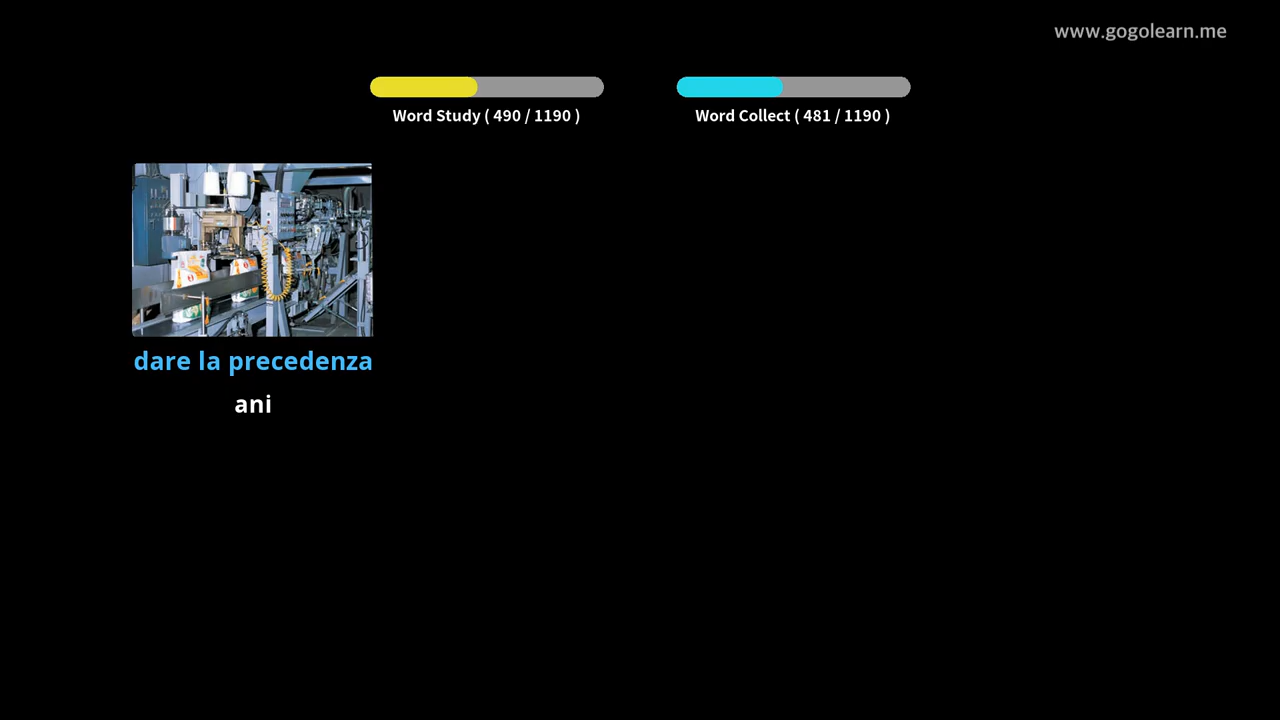 www.gogolearn.me
Word Study ( 490 / 1190 )
Word Collect ( 481 / 1190 )
dare la precedenza
ani